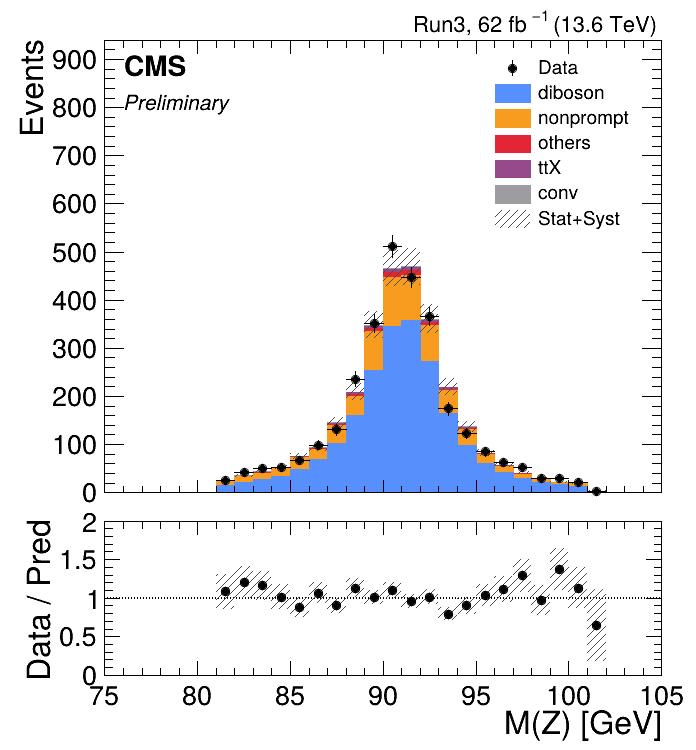 Run3, 62 fb⁻¹ (13.6 TeV)
CMS
Preliminary
Events
900
800
700
600
500
400
300
200
100
0
Data
diboson
nonprompt
others
ttX
conv
Stat+Syst
Data / Pred
2
1.5
1
0.5
0
75 80 85 90 95 100 105
M(Z) [GeV]